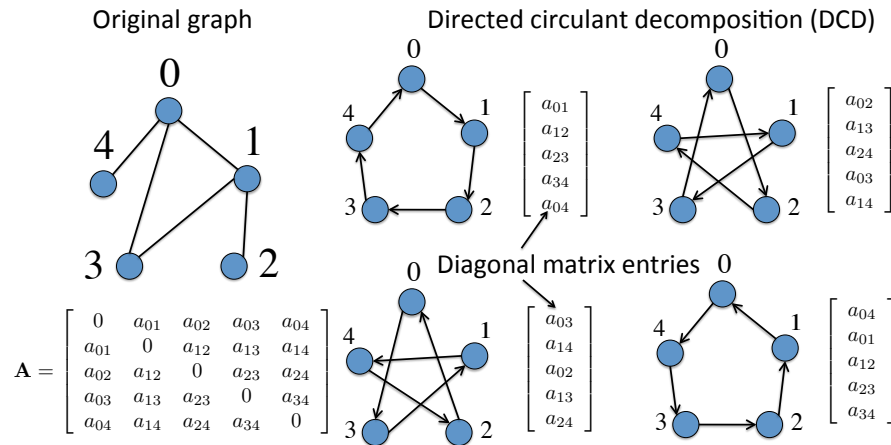 Original graph
0
4
1
3
2
A = [ 0 a01 a02 a03 a04
a01 0 a12 a13 a14
a02 a12 0 a23 a24
a03 a13 a23 0 a34
a04 a14 a24 a34 0 ]
Directed circulant decomposition (DCD)
0
4
1
3
2
a01
a12
a23
a34
a04
0
4
1
3
2
a02
a13
a24
a03
a14
Diagonal matrix entries
0
4
1
3
2
a03
a14
a02
a13
a24
0
4
1
3
2
a04
a01
a12
a23
a34